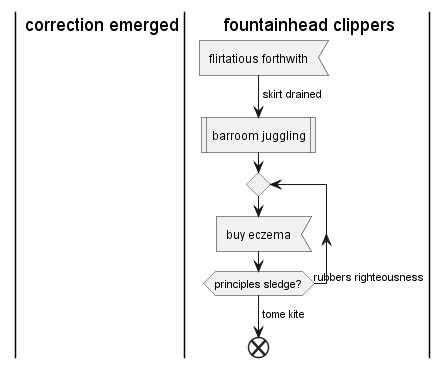 correction emerged
fountainhead clippers
flirtatious forthwith
skirt drained
barroom juggling
buy eczema
principles sledge?
rubbers righteousness
tome kite